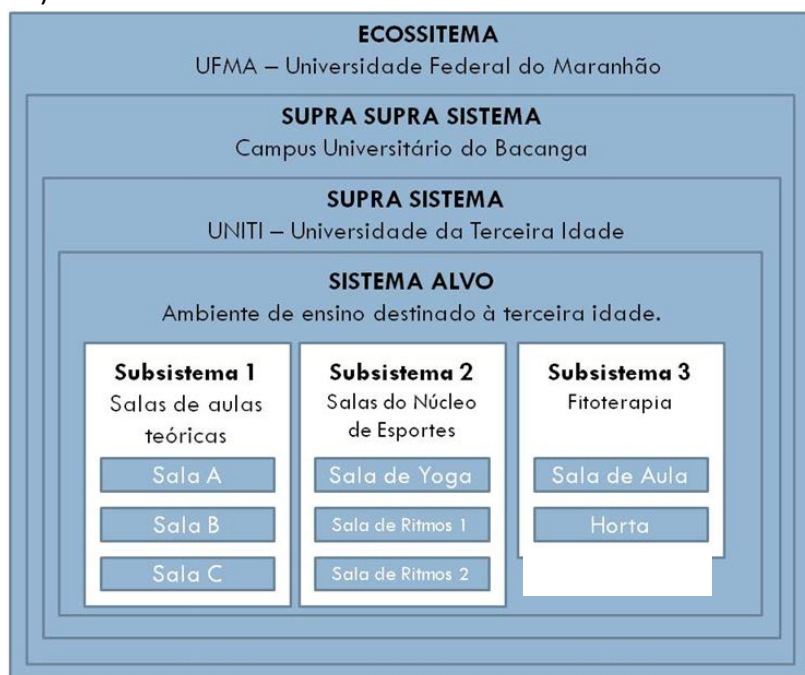 ECOSSITEMA
UFMA – Universidade Federal do Maranhão
SUPRA SUPRA SISTEMA
Campus Universitário do Bacanga
SUPRA SISTEMA
UNITI – Universidade da Terceira Idade
SISTEMA ALVO
Ambiente de ensino destinado à terceira idade.
Subsistema 1
Salas de aulas
teóricas
Sala A
Sala B
Sala C
Subsistema 2
Salas do Núcleo
de Esportes
Sala de Yoga
Sala de Ritmos 1
Sala de Ritmos 2
Subsistema 3
Fitoterapia
Sala de Aula
Horta